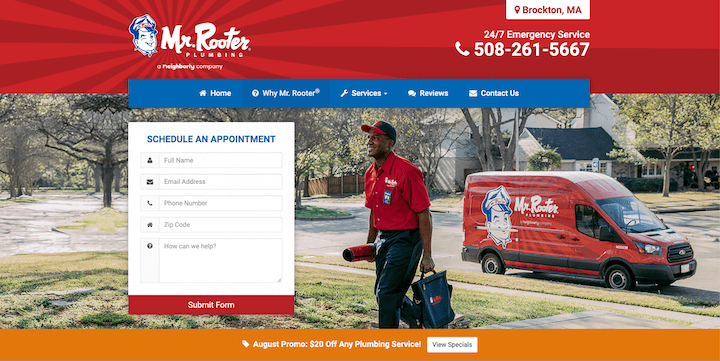 Brockton, MA
Mr. Rooter
PLUMBING
a neighborly company
24/7 Emergency Service
508-261-5667
Home Why Mr. Rooter® Services Reviews Contact Us
SCHEDULE AN APPOINTMENT
Full Name
Email Address
Phone Number
Zip Code
How can we help?
Submit Form
Mr. Rooter
PLUMBING
August Promo: $20 Off Any Plumbing Service! View Specials